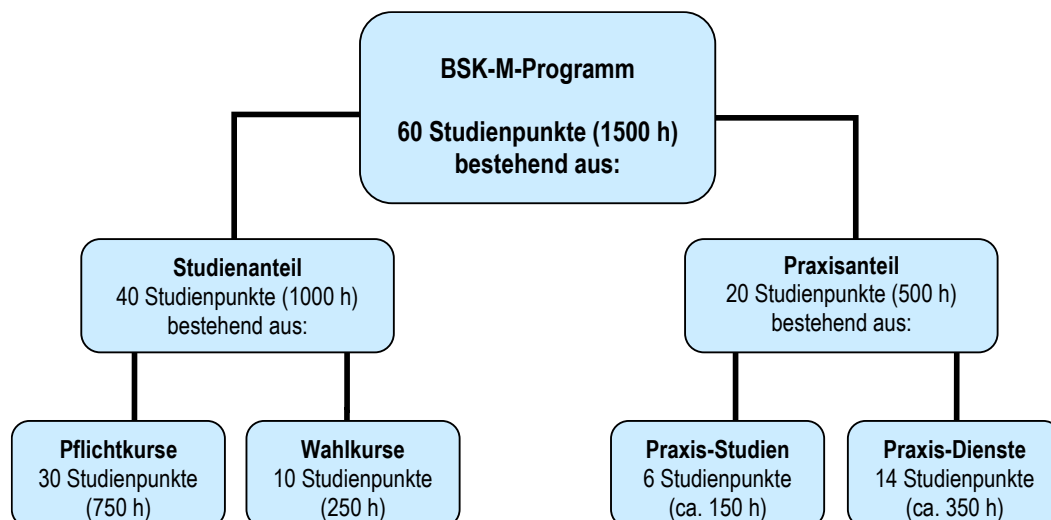 BSK-M-Programm
60 Studienpunkte (1500 h)
bestehend aus:
Studienanteil
40 Studienpunkte (1000 h)
bestehend aus:
Praxisanteil
20 Studienpunkte (500 h)
bestehend aus:
Pflichtkurse
30 Studienpunkte
(750 h)
Wahlkurse
10 Studienpunkte
(250 h)
Praxis-Studien
6 Studienpunkte
(ca. 150 h)
Praxis-Dienste
14 Studienpunkte
(ca. 350 h)